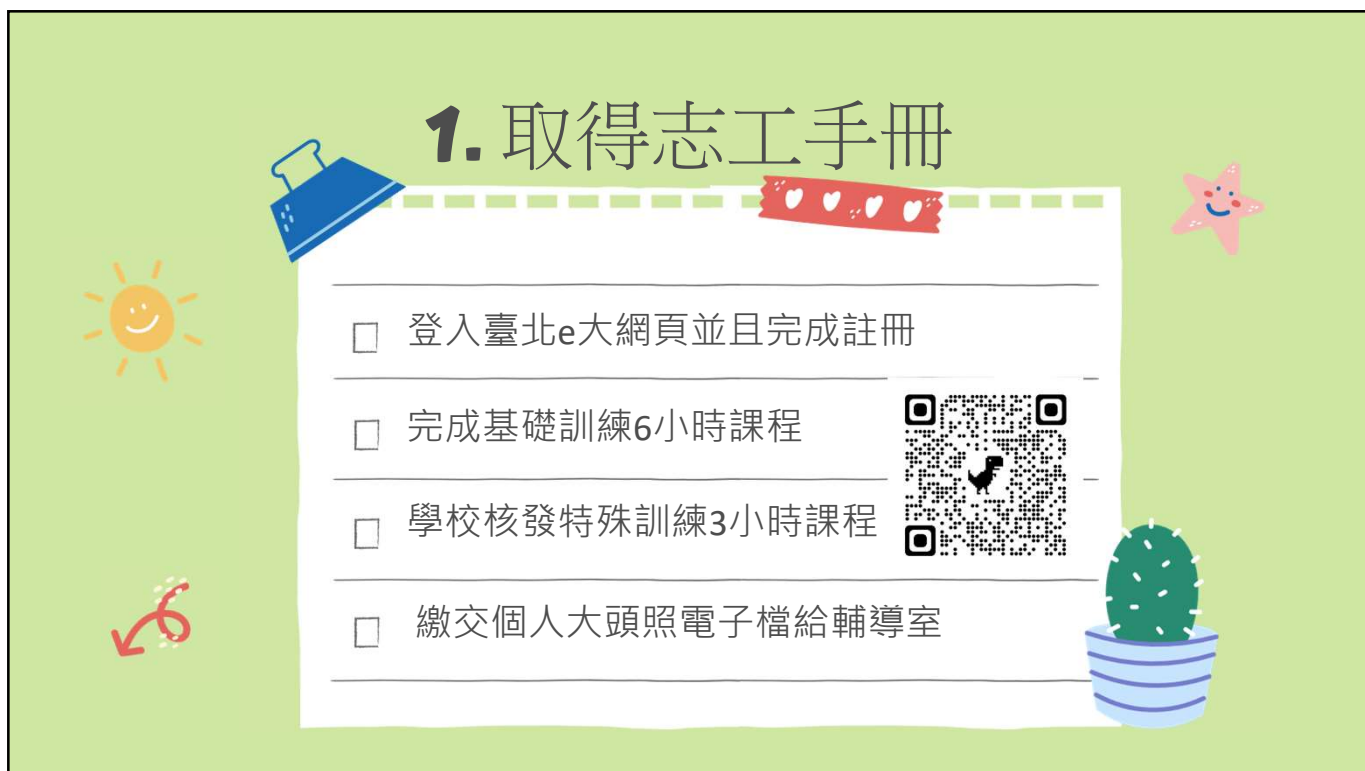 1. 取得志工手冊
登入臺北e大網頁並且完成註冊
完成基礎訓練6小時課程
學校核發特殊訓練3小時課程
繳交個人大頭照電子檔給輔導室